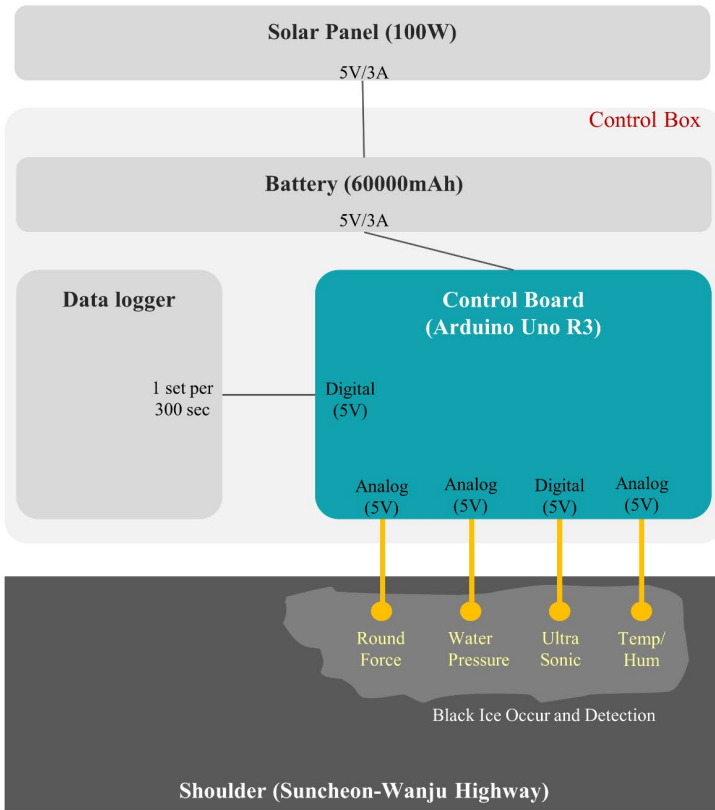 Solar Panel (100W)
5V/3A
Control Box
Battery (60000mAh)
5V/3A
Data logger
Control Board
(Arduino Uno R3)
1 set per
300 sec
Digital
(5V)
Analog
(5V)
Analog
(5V)
Digital
(5V)
Analog
(5V)
Round
Force
Water
Pressure
Ultra
Sonic
Temp/
Hum
Black Ice Occur and Detection
Shoulder (Suncheon-Wanju Highway)